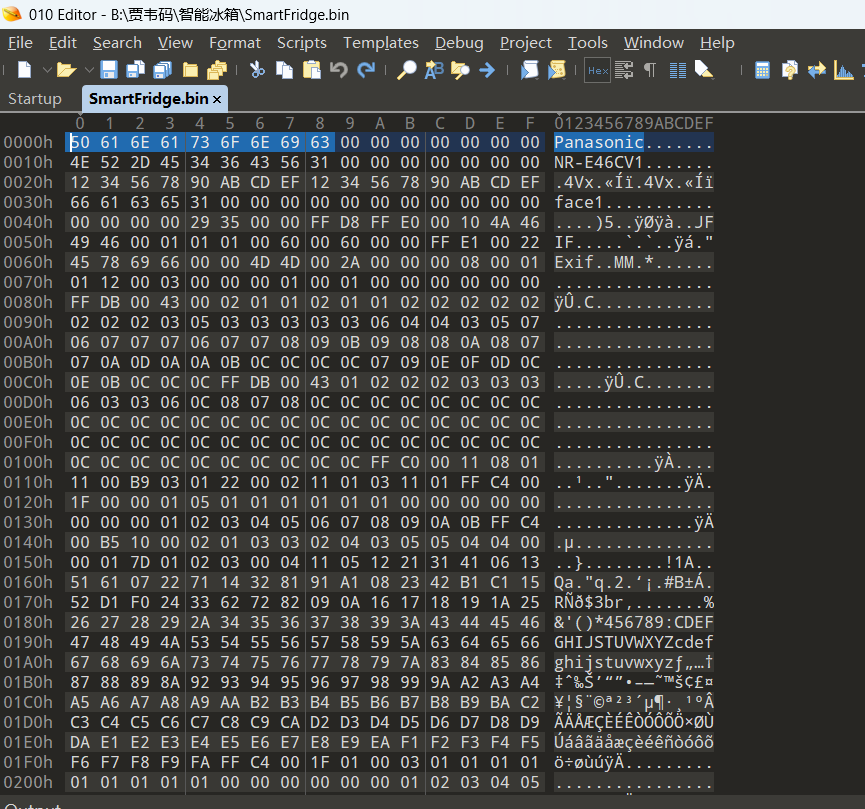 010 Editor - B:\贾韦码\智能冰箱\SmartFridge.bin
File Edit Search View Format Scripts Templates Debug Project Tools Window Help
Hex
Startup SmartFridge.bin ×
0 1 2 3 4 5 6 7 8 9 A B C D E F 0123456789ABCDEF
0000h 50 61 6E 61 73 6F 6E 69 63 00 00 00 00 00 00 00 Panasonic.......
0010h 4E 52 2D 45 34 36 43 56 31 00 00 00 00 00 00 00 NR-E46CV1.......
0020h 12 34 56 78 90 AB CD EF 12 34 56 78 90 AB CD EF .4Vx.«Íï.4Vx.«Íï
0030h 66 61 63 65 31 00 00 00 00 00 00 00 00 00 00 00 face1...........
0040h 00 00 00 00 29 35 00 00 FF D8 FF E0 00 10 4A 46 ....)5..ÿØÿà..JF
0050h 49 46 00 01 01 01 00 60 00 60 00 00 FF E1 00 22 IF.....`.`..ÿá."
0060h 45 78 69 66 00 00 4D 4D 00 2A 00 00 00 08 00 01 Exif..MM.*......
0070h 01 12 00 03 00 00 00 01 00 01 00 00 00 00 00 00 ................
0080h FF DB 00 43 00 02 01 01 02 01 01 02 02 02 02 02 ÿÛ.C............
0090h 02 02 02 03 05 03 03 03 03 03 06 04 04 03 05 07 ................
00A0h 06 07 07 07 06 07 07 08 09 0B 09 08 08 0A 08 07 ................
00B0h 07 0A 0D 0A 0A 0B 0C 0C 0C 0C 07 09 0E 0F 0D 0C ................
00C0h 0E 0B 0C 0C 0C FF DB 00 43 01 02 02 02 03 03 03 .....ÿÛ.C.......
00D0h 06 03 03 06 0C 08 07 08 0C 0C 0C 0C 0C 0C 0C 0C ................
00E0h 0C 0C 0C 0C 0C 0C 0C 0C 0C 0C 0C 0C 0C 0C 0C 0C ................
00F0h 0C 0C 0C 0C 0C 0C 0C 0C 0C 0C 0C 0C 0C 0C 0C 0C ................
0100h 0C 0C 0C 0C 0C 0C 0C 0C 0C 0C FF C0 00 11 08 01 ..........ÿÀ....
0110h 11 00 B9 03 01 22 00 02 11 01 03 11 01 FF C4 00 ..¹..".......ÿÄ.
0120h 1F 00 00 01 05 01 01 01 01 01 01 00 00 00 00 00 ................
0130h 00 00 00 01 02 03 04 05 06 07 08 09 0A 0B FF C4 ..............ÿÄ
0140h 00 B5 10 00 02 01 03 03 02 04 03 05 05 04 04 00 .µ..............
0150h 00 01 7D 01 02 03 00 04 11 05 12 21 31 41 06 13 ..}........!1A..
0160h 51 61 07 22 71 14 32 81 91 A1 08 23 42 B1 C1 15 Qa."q.2.‘¡.#B±Á.
0170h 52 D1 F0 24 33 62 72 82 09 0A 16 17 18 19 1A 25 RÑð$3br‚.......%
0180h 26 27 28 29 2A 34 35 36 37 38 39 3A 43 44 45 46 &'()*456789:CDEF
0190h 47 48 49 4A 53 54 55 56 57 58 59 5A 63 64 65 66 GHIJSTUVWXYZcdef
01A0h 67 68 69 6A 73 74 75 76 77 78 79 7A 83 84 85 86 ghijstuvwxyzƒ„…†
01B0h 87 88 89 8A 92 93 94 95 96 97 98 99 9A A2 A3 A4 ‡ˆ‰Š’“”•–—˜™š¢£¤
01C0h A5 A6 A7 A8 A9 AA B2 B3 B4 B5 B6 B7 B8 B9 BA C2 ¥¦§¨©ª²³´µ¶·¸¹ºÂ
01D0h C3 C4 C5 C6 C7 C8 C9 CA D2 D3 D4 D5 D6 D7 D8 D9 ÃÄÅÆÇÈÉÊÒÓÔÕÖ×ØÙ
01E0h DA E1 E2 E3 E4 E5 E6 E7 E8 E9 EA F1 F2 F3 F4 F5 Úáâãäåæçèéêñòóôõ
01F0h F6 F7 F8 F9 FA FF C4 00 1F 01 00 03 01 01 01 01 ö÷øùúÿÄ.........
0200h 01 01 01 01 01 00 00 00 00 00 00 01 02 03 04 05 ................